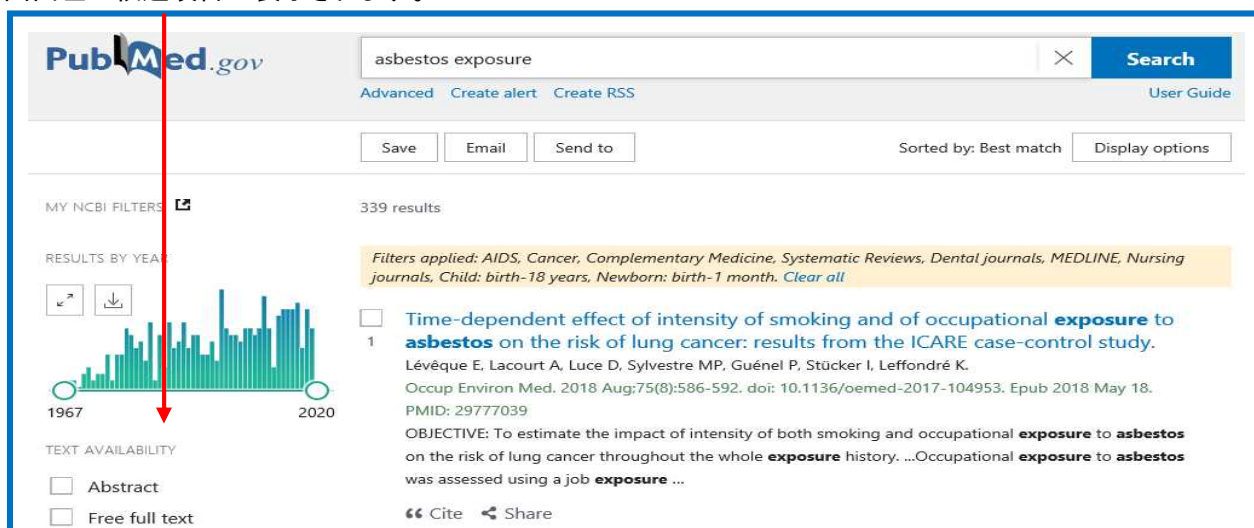 PubMed.gov
asbestos exposure
Search
Advanced Create alert Create RSS
User Guide
Save Email Send to
Sorted by: Best match Display options
MY NCBI FILTERS
339 results
RESULTS BY YEAR
Filters applied: AIDS, Cancer, Complementary Medicine, Systematic Reviews, Dental journals, MEDLINE, Nursing
journals, Child: birth-18 years, Newborn: birth-1 month. Clear all
1967
2020
Time-dependent effect of intensity of smoking and of occupational exposure to
1
asbestos on the risk of lung cancer: results from the ICARE case-control study.
Lévêque E, Lacourt A, Luce D, Sylvestre MP, Guénel P, Stücker I, Leffondré K.
Occup Environ Med. 2018 Aug;75(8):586-592. doi: 10.1136/oemed-2017-104953. Epub 2018 May 18.
PMID: 29777039
OBJECTIVE: To estimate the impact of intensity of both smoking and occupational exposure to asbestos
on the risk of lung cancer throughout the whole exposure history. ...Occupational exposure to asbestos
was assessed using a job exposure ...
Cite Share
TEXT AVAILABILITY
Abstract
Free full text